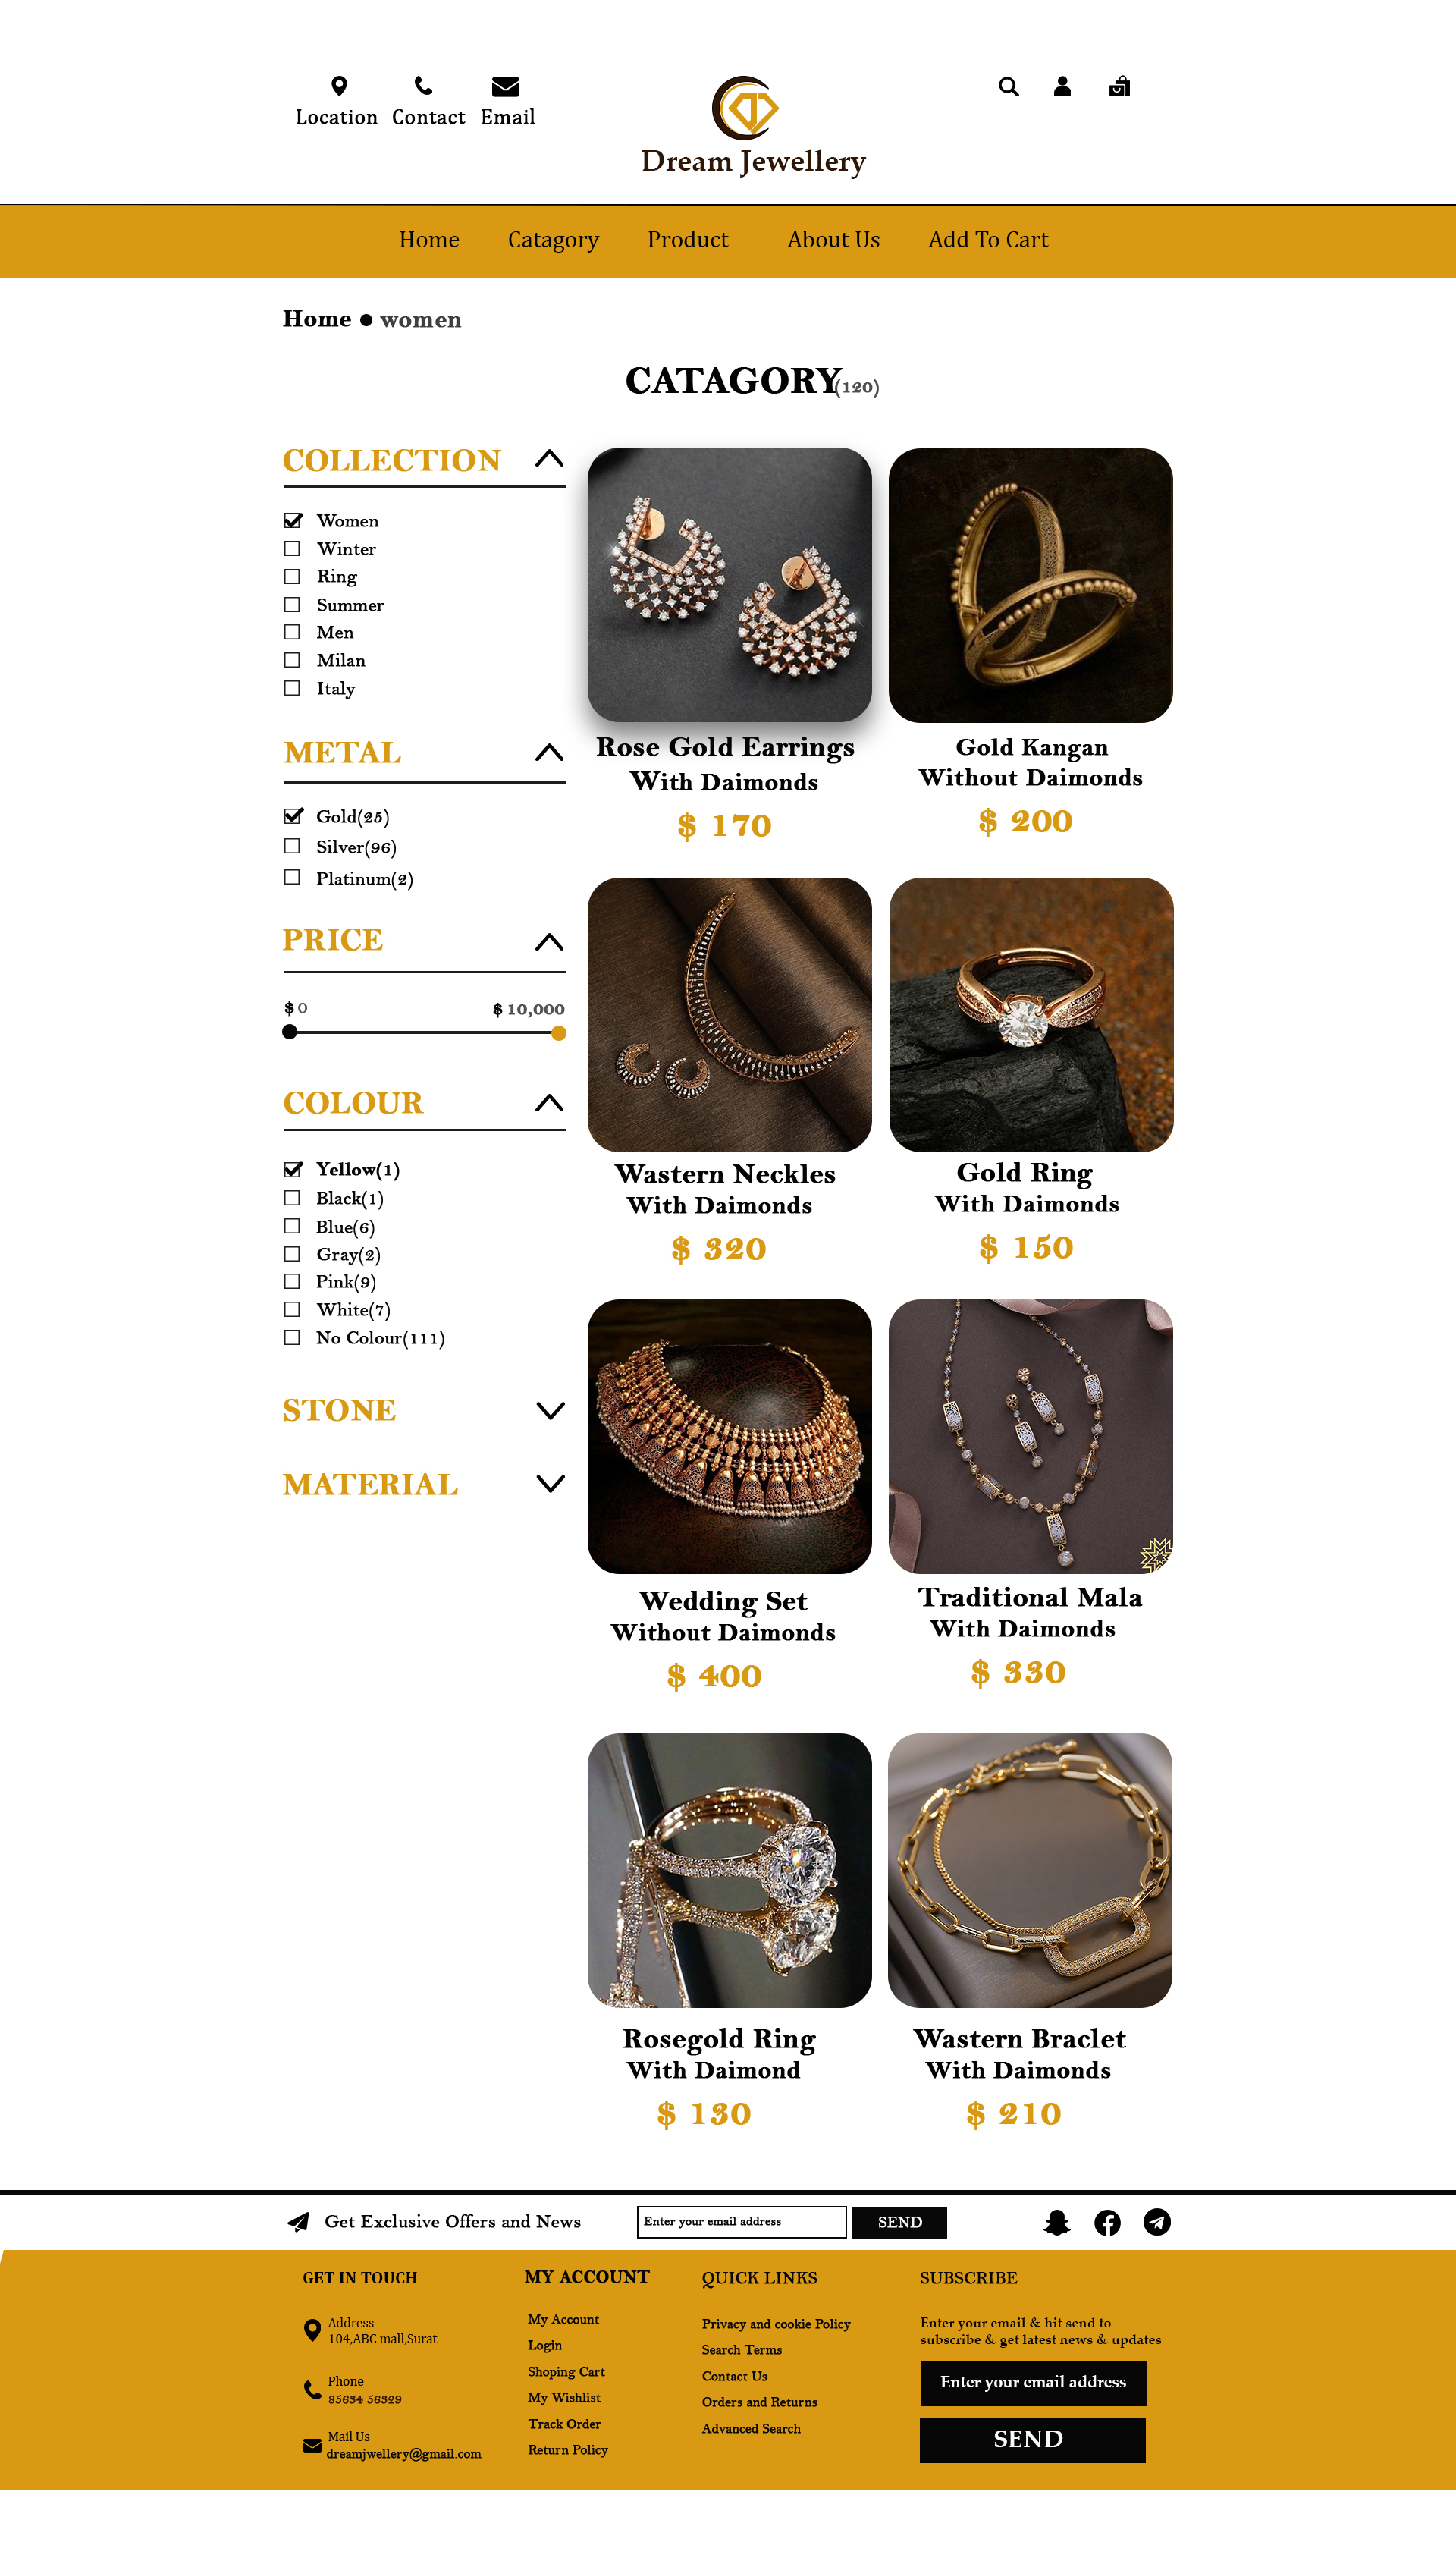 Location Contact Email
Dream Jewellery
Home Catagory Product About Us Add To Cart
Home ● women
CATAGORY(120)
COLLECTION
Women
Winter
Ring
Summer
Men
Milan
Italy
METAL
Gold(25)
Silver(96)
Platinum(2)
PRICE
$ 0 $ 10,000
COLOUR
Yellow(1)
Black(1)
Blue(6)
Gray(2)
Pink(9)
White(7)
No Colour(111)
STONE
MATERIAL
Rose Gold Earrings
With Daimonds
$ 170
Gold Kangan
Without Daimonds
$ 200
Wastern Neckles
With Daimonds
$ 320
Gold Ring
With Daimonds
$ 150
Wedding Set
Without Daimonds
$ 400
Traditional Mala
With Daimonds
$ 330
Rosegold Ring
With Daimond
$ 130
Wastern Braclet
With Daimonds
$ 210
Get Exclusive Offers and News
Enter your email address
SEND
GET IN TOUCH
Address
104,ABC mall,Surat
Phone
85634 56329
Mail Us
dreamjwellery@gmail.com
MY ACCOUNT
My Account
Login
Shoping Cart
My Wishlist
Track Order
Return Policy
QUICK LINKS
Privacy and cookie Policy
Search Terms
Contact Us
Orders and Returns
Advanced Search
SUBSCRIBE
Enter your email & hit send to
subscribe & get latest news & updates
Enter your email address
SEND